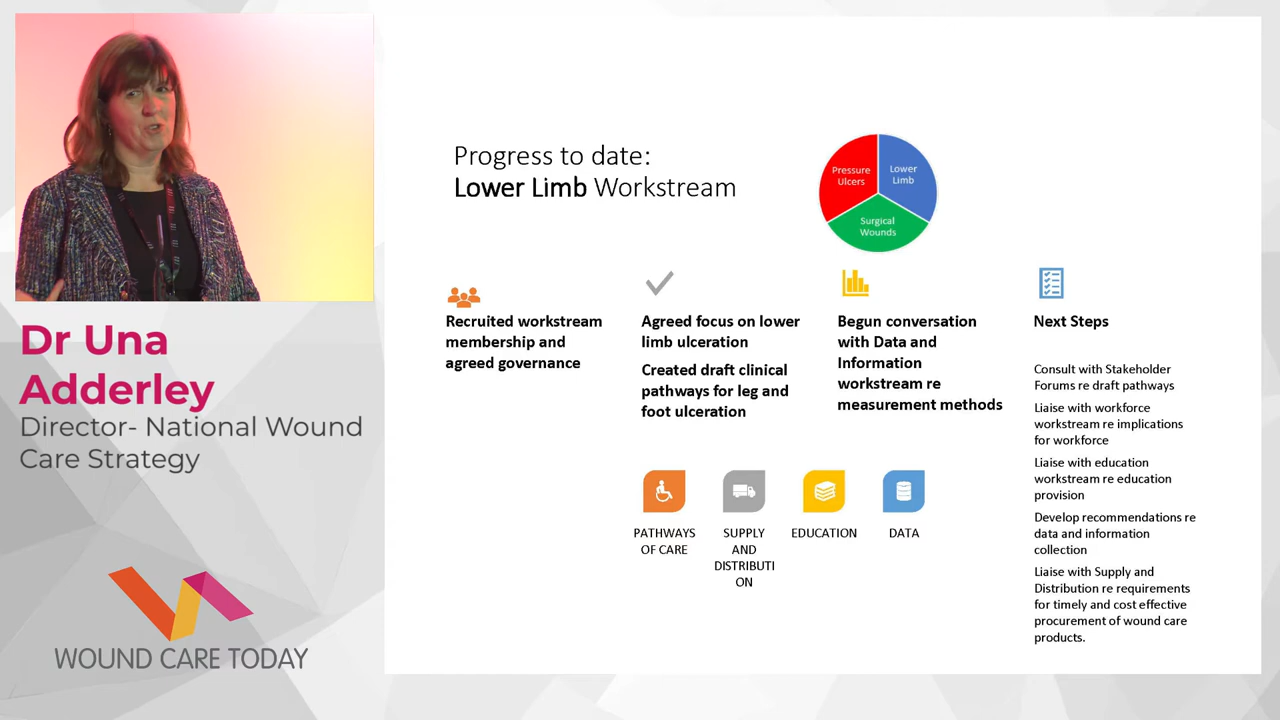 Dr Una
Adderley
Director- National Wound
Care Strategy
WOUND CARE TODAY
Progress to date:
Lower Limb Workstream
Pressure
Ulcers
Lower
Limb
Surgical
Wounds
Recruited workstream
membership and
agreed governance
Agreed focus on lower
limb ulceration
Created draft clinical
pathways for leg and
foot ulceration
Begun conversation
with Data and
Information
workstream re
measurement methods
Next Steps
Consult with Stakeholder
Forums re draft pathways
Liaise with workforce
workstream re implications
for workforce
Liaise with education
workstream re education
provision
Develop recommendations re
data and information
collection
Liaise with Supply and
Distribution re requirements
for timely and cost effective
procurement of wound care
products.
PATHWAYS
OF CARE
SUPPLY
AND
DISTRIBUTI
ON
EDUCATION
DATA